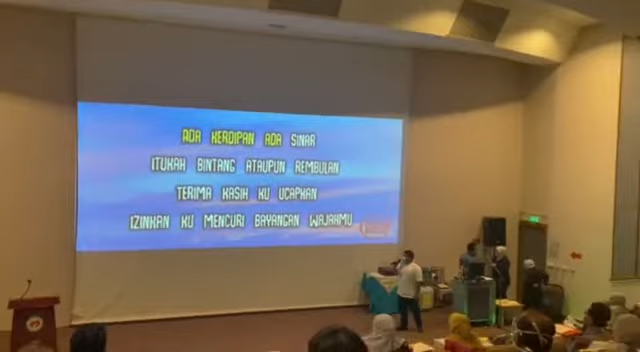 ADA KERDIPAN ADA SINAR
ITUKAH BINTANG ATAUPUN REMBULAN
TERIMA KASIH KU UCAPKAN
IZINKAN KU MENCURI BAYANGAN WAJAHMU